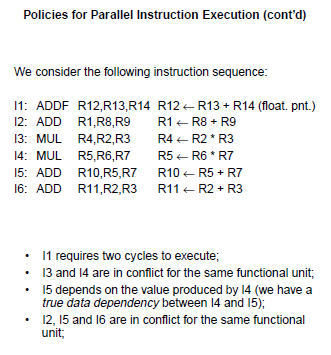 Policies for Parallel Instruction Execution (cont'd)
We consider the following instruction sequence:
I1: ADDF R12,R13,R14 R12 ← R13 + R14 (float. pnt.)
I2: ADD R1,R8,R9 R1 ← R8 + R9
I3: MUL R4,R2,R3 R4 ← R2 * R3
I4: MUL R5,R6,R7 R5 ← R6 * R7
I5: ADD R10,R5,R7 R10 ← R5 + R7
I6: ADD R11,R2,R3 R11 ← R2 + R3
• I1 requires two cycles to execute;
• I3 and I4 are in conflict for the same functional unit;
• I5 depends on the value produced by I4 (we have a
true data dependency between I4 and I5);
• I2, I5 and I6 are in conflict for the same functional
unit;